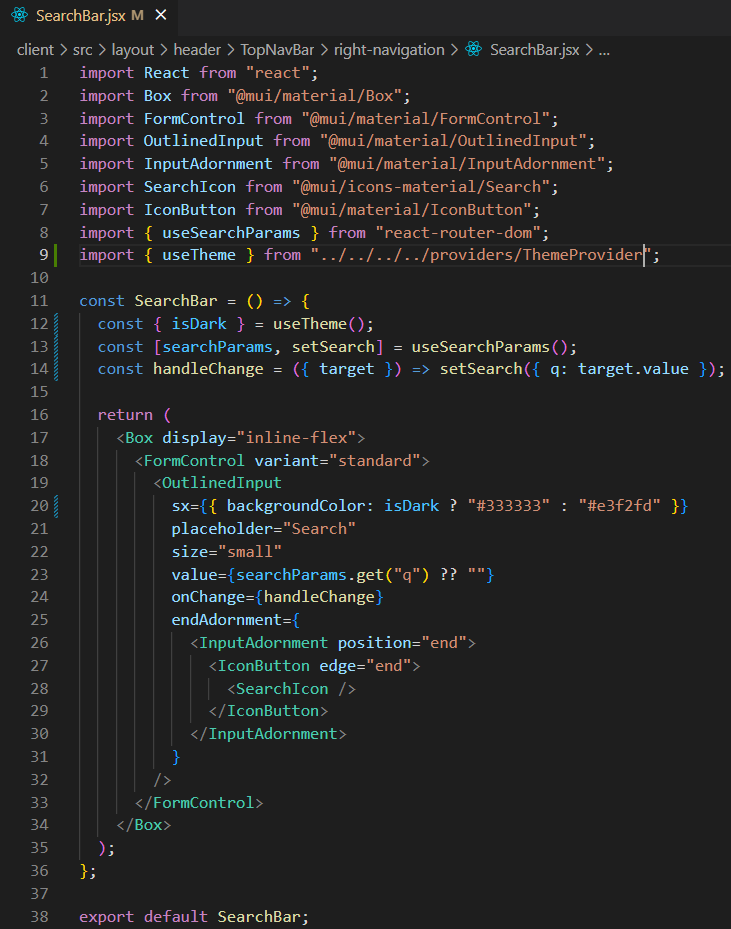 SearchBar.jsx M ×
client > src > layout > header > TopNavBar > right-navigation > SearchBar.jsx > ...
1 import React from "react";
2 import Box from "@mui/material/Box";
3 import FormControl from "@mui/material/FormControl";
4 import OutlinedInput from "@mui/material/OutlinedInput";
5 import InputAdornment from "@mui/material/InputAdornment";
6 import SearchIcon from "@mui/icons-material/Search";
7 import IconButton from "@mui/material/IconButton";
8 import { useSearchParams } from "react-router-dom";
9 import { useTheme } from "../../../../providers/ThemeProvider";
10
11 const SearchBar = () => {
12   const { isDark } = useTheme();
13   const [searchParams, setSearch] = useSearchParams();
14   const handleChange = ({ target }) => setSearch({ q: target.value });
15
16   return (
17     <Box display="inline-flex">
18       <FormControl variant="standard">
19         <OutlinedInput
20           sx={{ backgroundColor: isDark ? "#333333" : "#e3f2fd" }}
21           placeholder="Search"
22           size="small"
23           value={searchParams.get("q") ?? ""}
24           onChange={handleChange}
25           endAdornment={
26             <InputAdornment position="end">
27               <IconButton edge="end">
28                 <SearchIcon />
29               </IconButton>
30             </InputAdornment>
31           }
32         />
33       </FormControl>
34     </Box>
35   );
36 };
37
38 export default SearchBar;